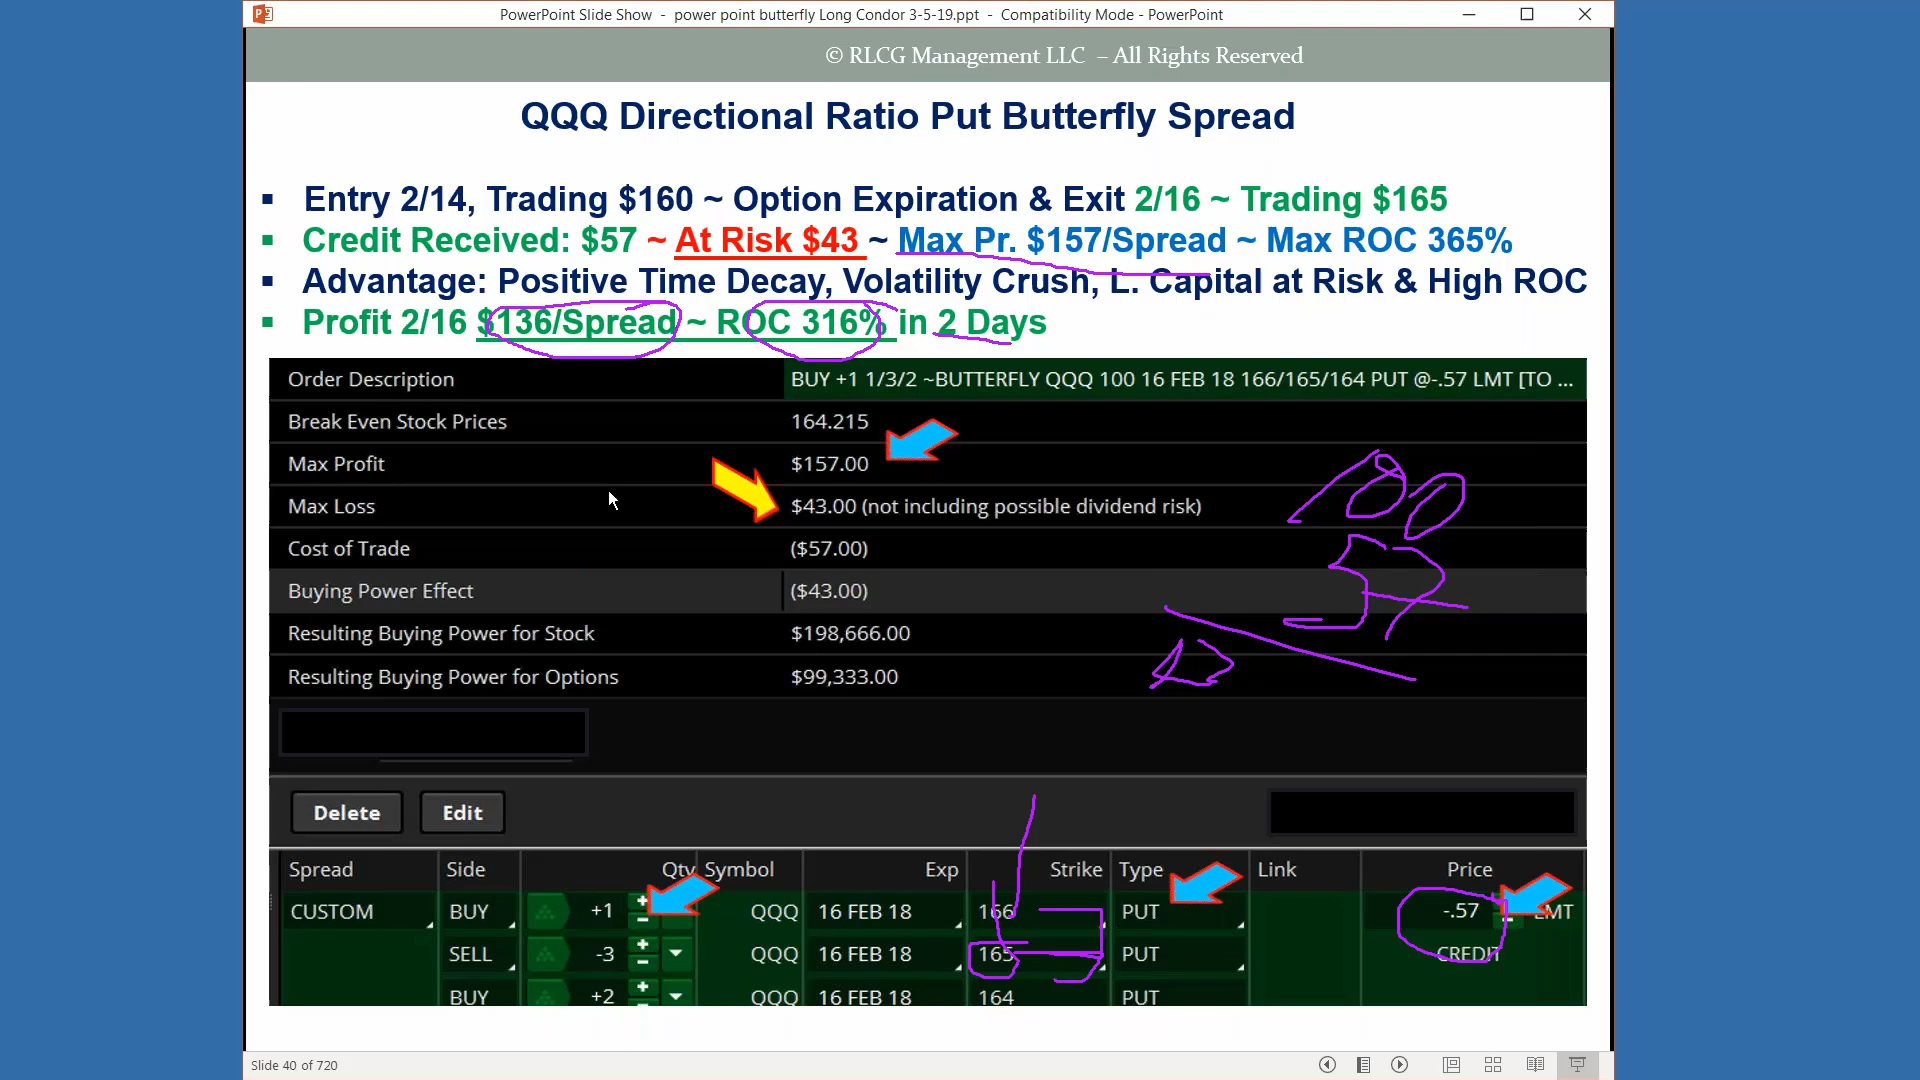 PowerPoint Slide Show - power point butterfly Long Condor 3-5-19.ppt - Compatibility Mode - PowerPoint
© RLCG Management LLC – All Rights Reserved
QQQ Directional Ratio Put Butterfly Spread
▪ Entry 2/14, Trading $160 ~ Option Expiration & Exit 2/16 ~ Trading $165
▪ Credit Received: $57 ~ At Risk $43 ~ Max Pr. $157/Spread ~ Max ROC 365%
▪ Advantage: Positive Time Decay, Volatility Crush, L. Capital at Risk & High ROC
▪ Profit 2/16 $136/Spread ~ ROC 316% in 2 Days
Order Description BUY +1 1/3/2 ~BUTTERFLY QQQ 100 16 FEB 18 166/165/164 PUT @-.57 LMT [TO ...
Break Even Stock Prices 164.215
Max Profit $157.00
Max Loss $43.00 (not including possible dividend risk)
Cost of Trade ($57.00)
Buying Power Effect ($43.00)
Resulting Buying Power for Stock $198,666.00
Resulting Buying Power for Options $99,333.00
100
57
Delete Edit
Spread Side Qty Symbol Exp Strike Type Link Price
CUSTOM BUY +1 QQQ 16 FEB 18 166 PUT -.57 LMT
SELL -3 QQQ 16 FEB 18 165 PUT CREDIT
BUY +2 QQQ 16 FEB 18 164 PUT
Slide 40 of 720